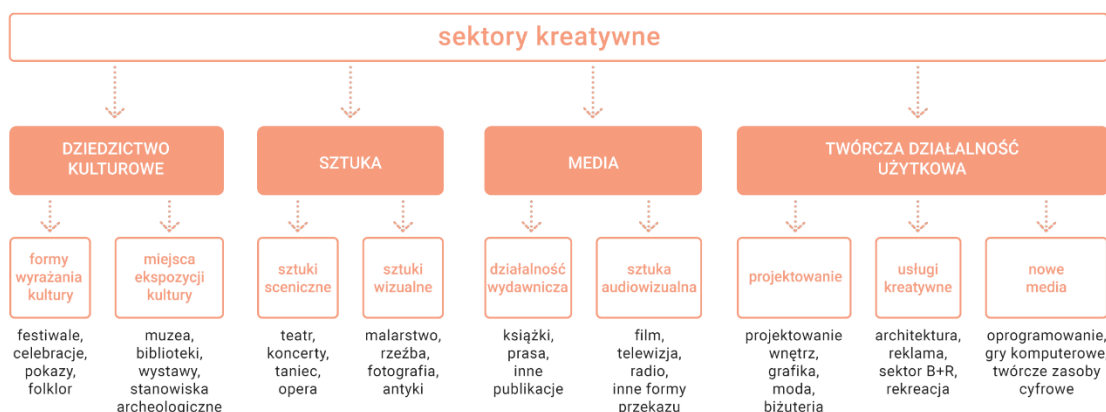 sektory kreatywne
DZIEDZICTWO
KULTUROWE
SZTUKA
MEDIA
TWÓRCZA DZIAŁALNOŚĆ
UŻYTKOWA
formy
wyrażania
kultury
miejsca
ekspozycji
kultury
sztuki
sceniczne
sztuki
wizualne
działalność
wydawnicza
sztuka
audiowizualna
projektowanie
usługi
kreatywne
nowe
media
festiwale,
celebracje,
pokazy,
folklor
muzea,
biblioteki,
wystawy,
stanowiska
archeologiczne
teatr,
koncerty,
taniec,
opera
malarstwo,
rzeźba,
fotografia,
antyki
książki,
prasa,
inne
publikacje
film,
telewizja,
radio,
inne formy
przekazu
projektowanie
wnętrz,
grafika,
moda,
biżuteria
architektura,
reklama,
sektor B+R,
rekreacja
oprogramowanie,
gry komputerowe,
twórcze zasoby
cyfrowe